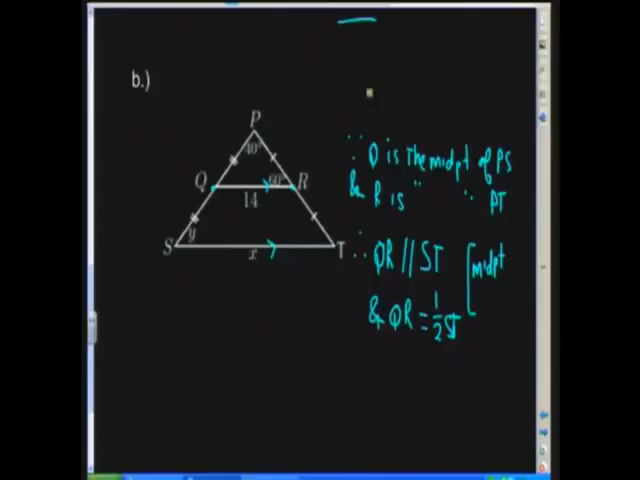 b.)
P
40°
Q
60°
R
14
y
S
x
T
∵ Q is the midpt of PS
& R is " " PT
∴ QR // ST
[midpt
& QR = 1/2 ST